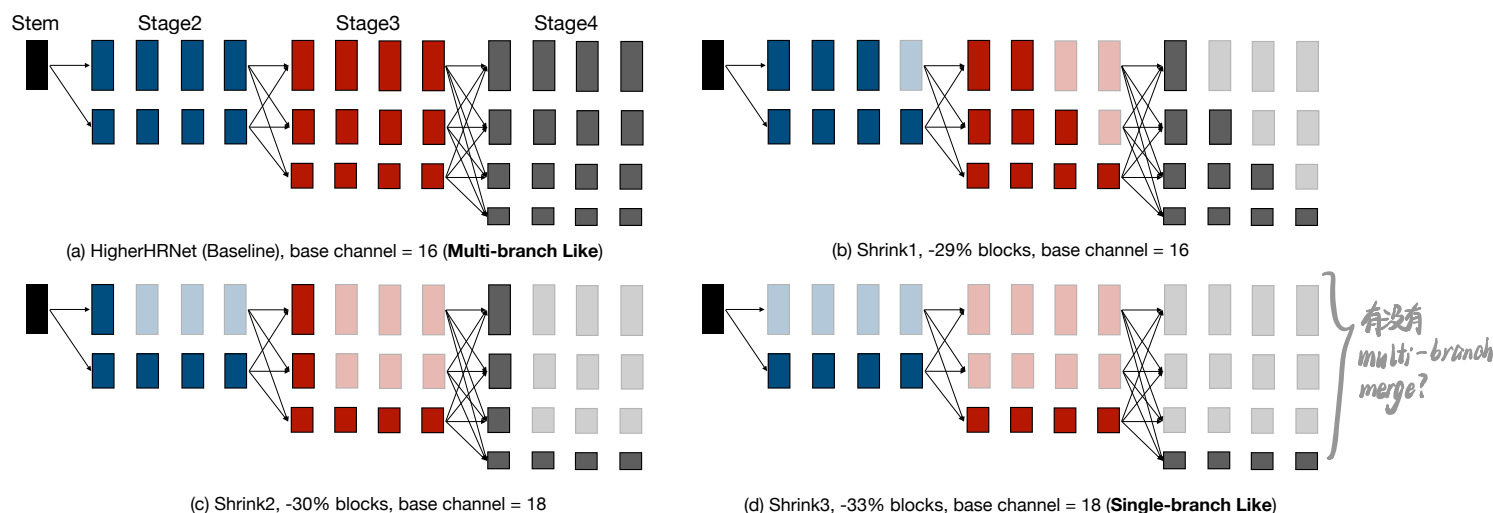 Stem Stage2 Stage3 Stage4
(a) HigherHRNet (Baseline), base channel = 16 (Multi-branch Like)
(b) Shrink1, -29% blocks, base channel = 16
有没有
multi-branch
merge?
(c) Shrink2, -30% blocks, base channel = 18
(d) Shrink3, -33% blocks, base channel = 18 (Single-branch Like)